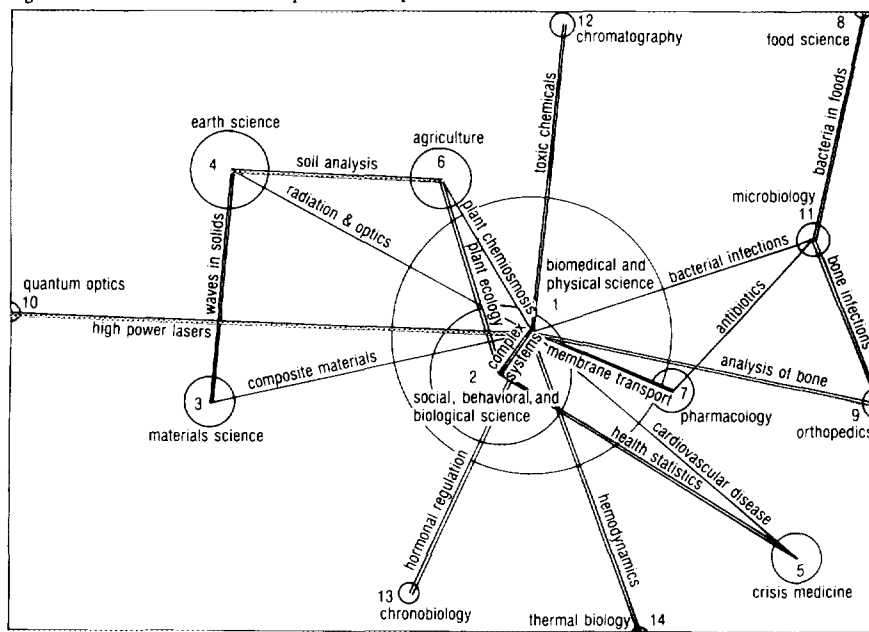 12
chromatography
8
food science
toxic chemicals
bacteria in foods
earth science
4
soil analysis
agriculture
6
radiation & optics
plant chemiosmosis
plant ecology
microbiology
11
waves in solids
biomedical and
physical science
1
bacterial infections
bone infections
antibiotics
quantum optics
10
high power lasers
complex
systems
membrane transport
analysis of bone
composite materials
2
social, behavioral, and
biological science
7
pharmacology
3
materials science
9
orthopedics
cardiovascular disease
health statistics
hormonal regulation
hemodynamics
5
crisis medicine
13
chronobiology
thermal biology
14